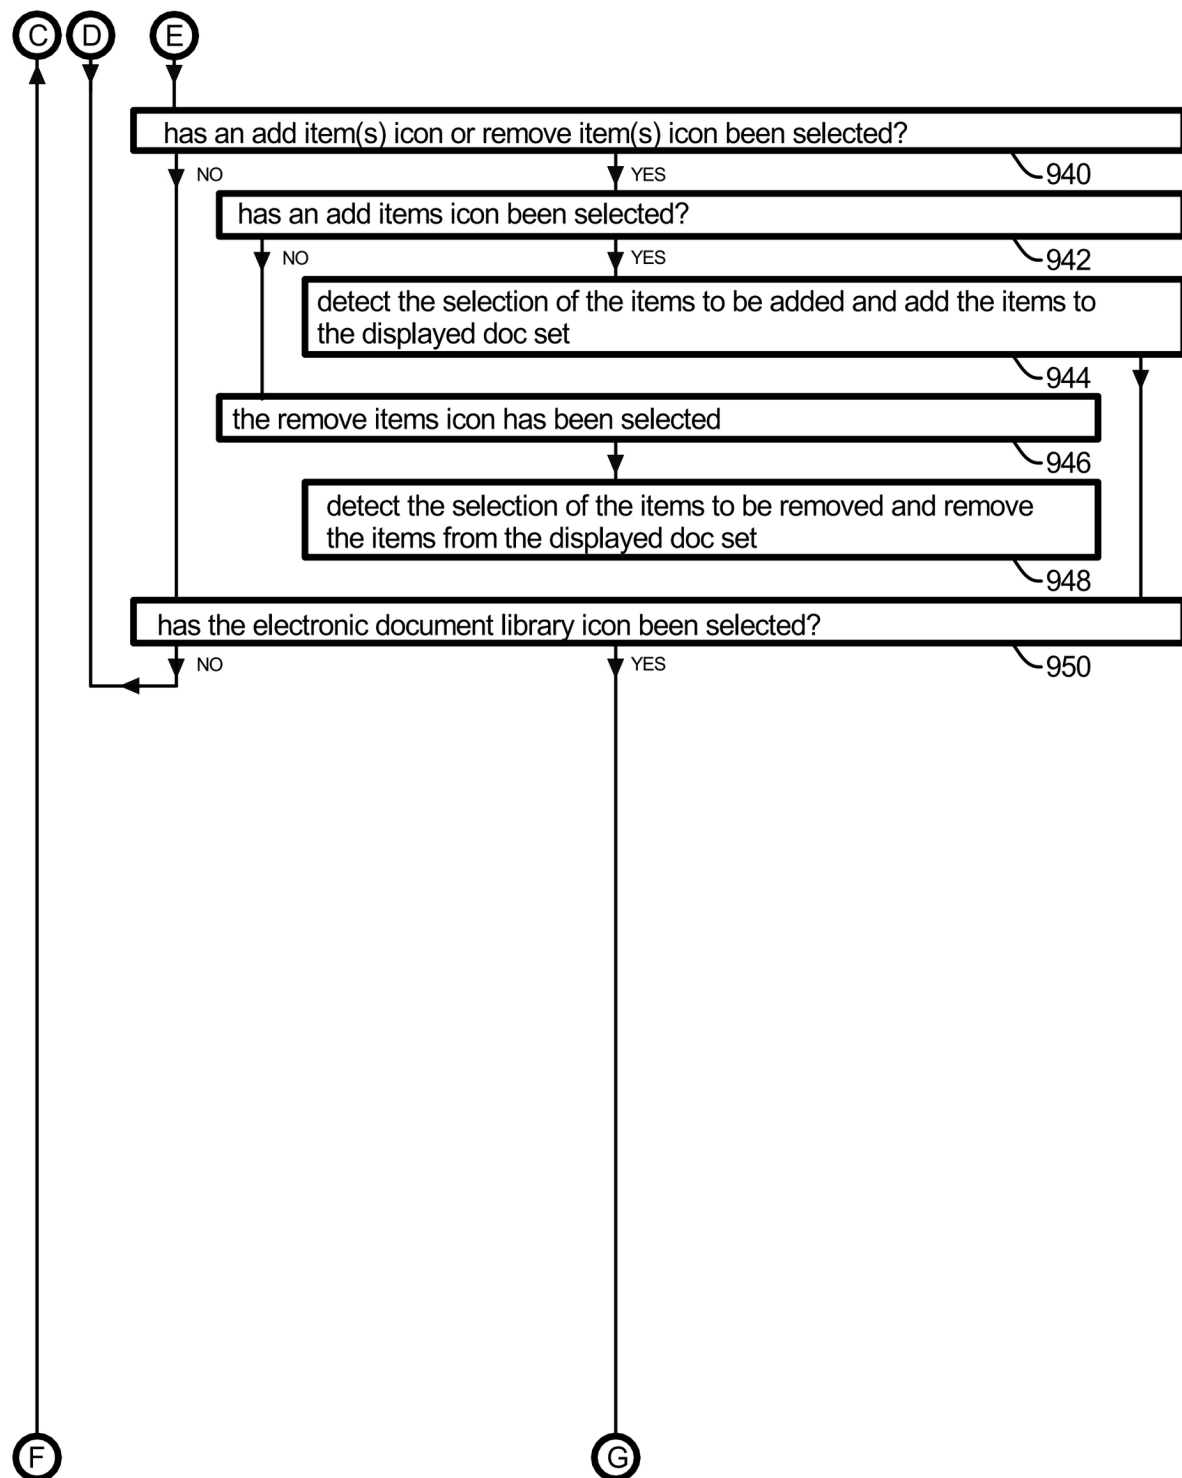 C D E
has an add item(s) icon or remove item(s) icon been selected?
NO YES 940
has an add items icon been selected?
NO YES 942
detect the selection of the items to be added and add the items to
the displayed doc set
944
the remove items icon has been selected
946
detect the selection of the items to be removed and remove
the items from the displayed doc set
948
has the electronic document library icon been selected?
NO YES 950
F G